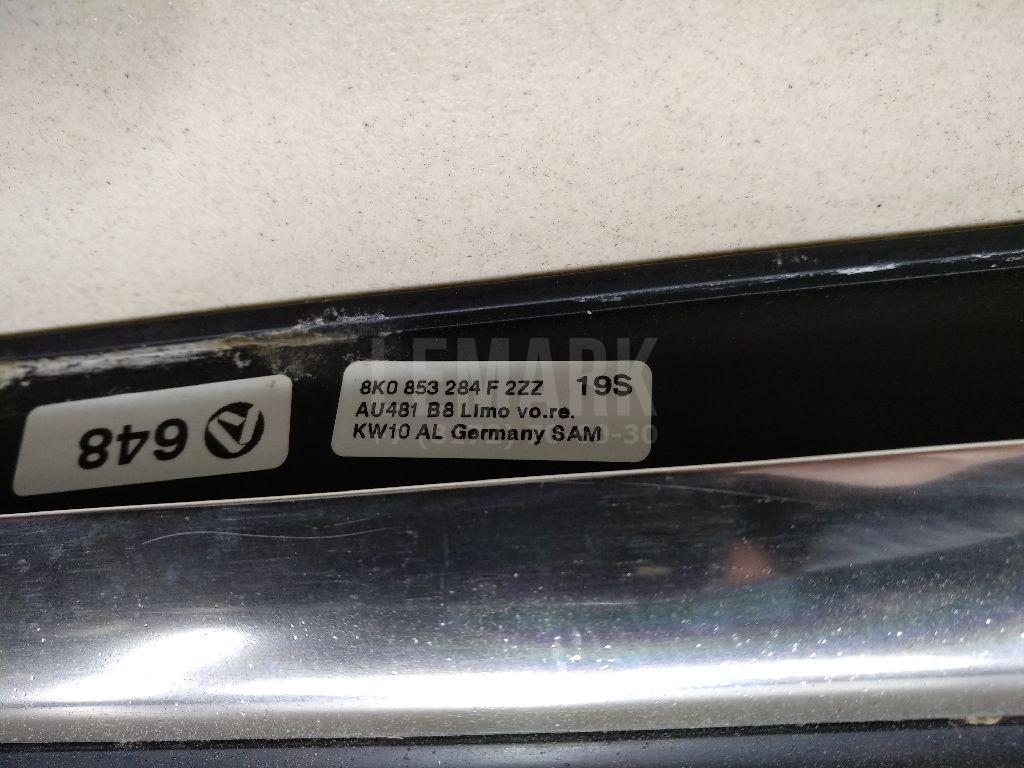 LEMARK
8K0 853 284 F 2ZZ 19S
AU481 B8 Limo vo.re.
KW10 AL Germany SAM
648